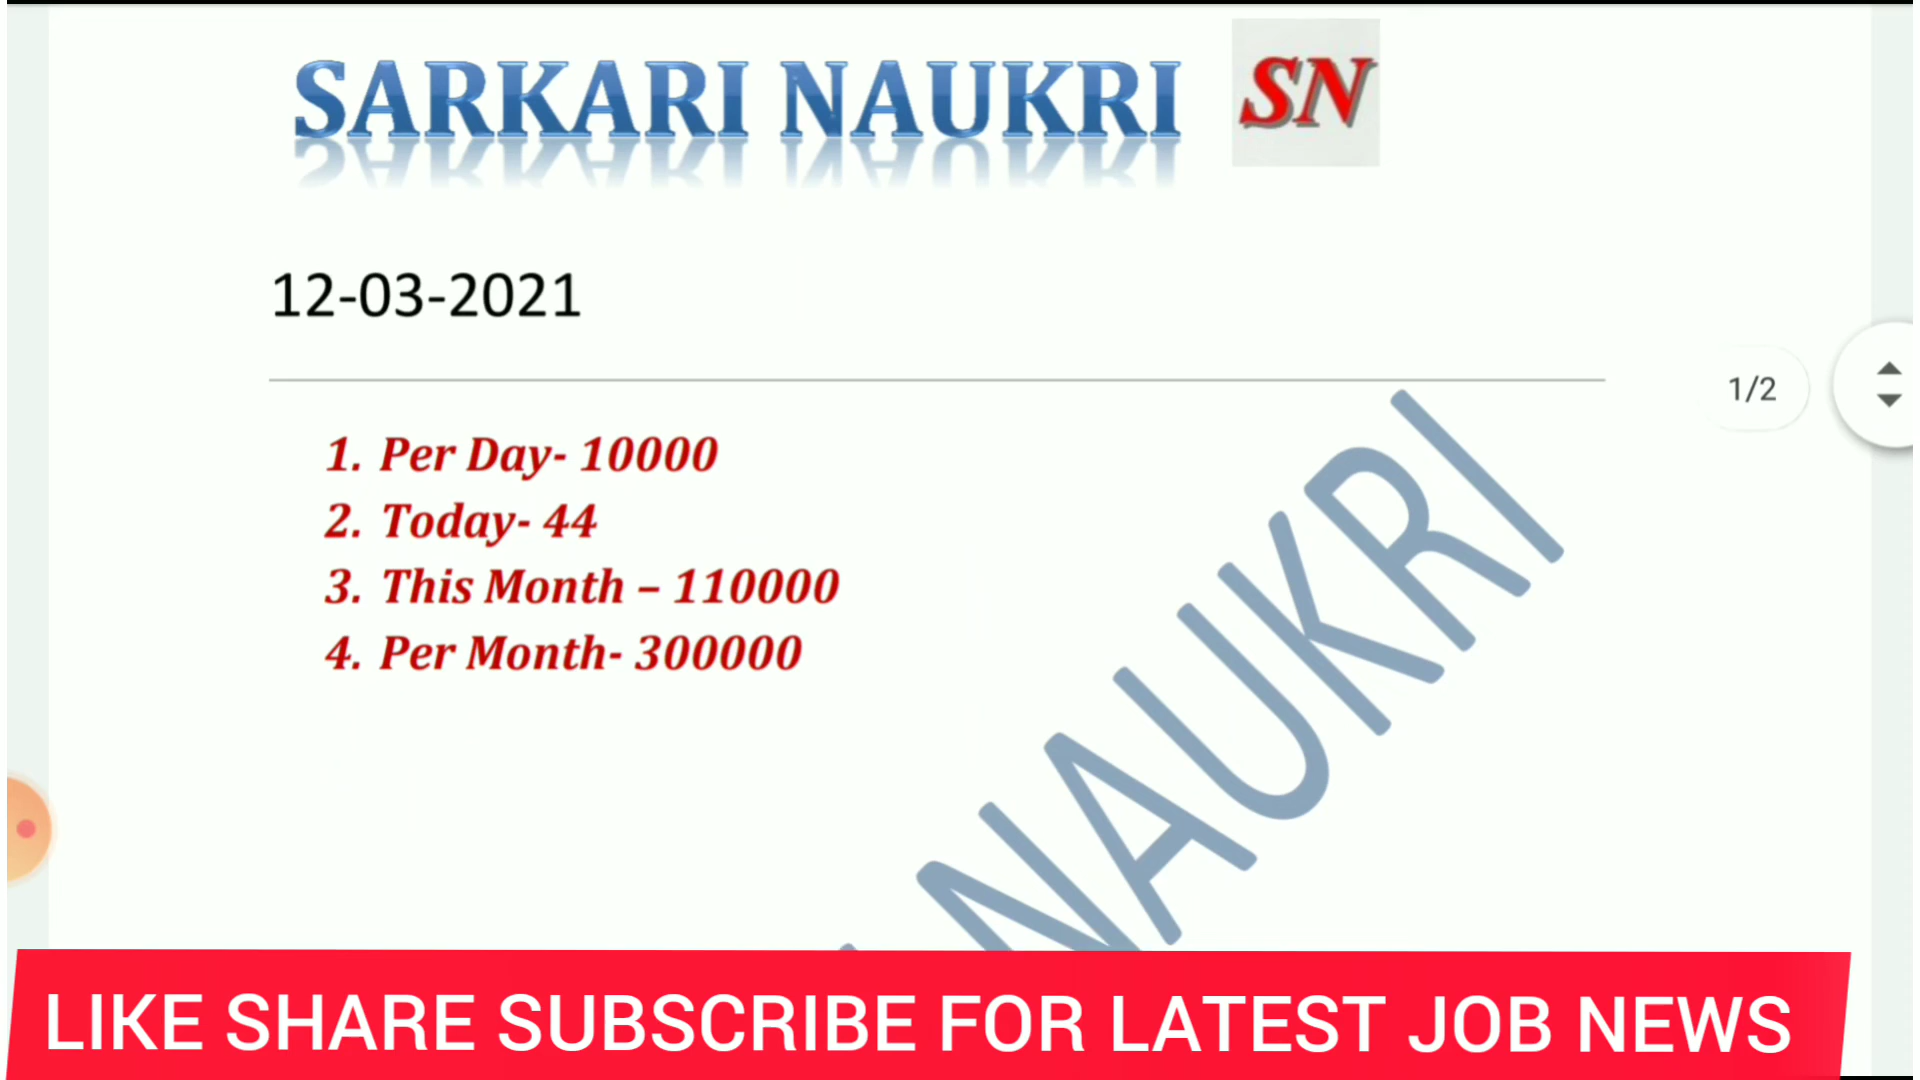 SARKARI NAUKRI SN
12-03-2021
1/2
1. Per Day- 10000
2. Today- 44
3. This Month – 110000
4. Per Month- 300000
NAUKRI
LIKE SHARE SUBSCRIBE FOR LATEST JOB NEWS